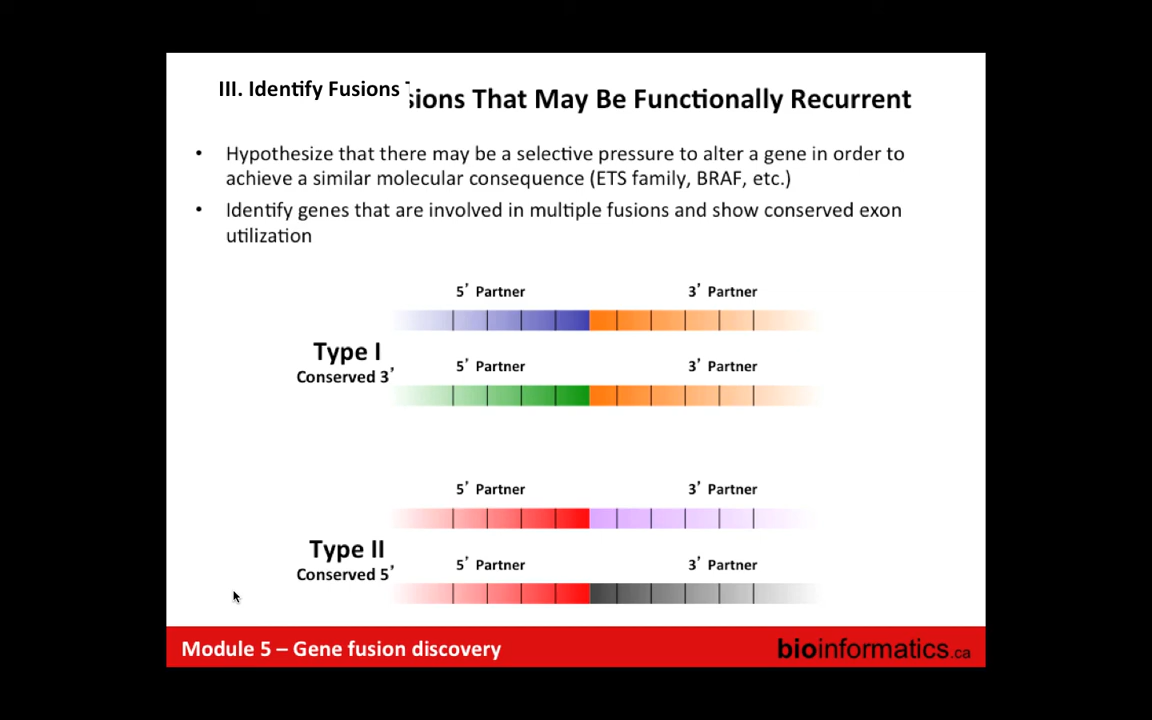 III. Identify Fusions
sions That May Be Functionally Recurrent
• Hypothesize that there may be a selective pressure to alter a gene in order to
achieve a similar molecular consequence (ETS family, BRAF, etc.)
• Identify genes that are involved in multiple fusions and show conserved exon
utilization
5’ Partner 3’ Partner
Type I
Conserved 3’
5’ Partner 3’ Partner
5’ Partner 3’ Partner
Type II
Conserved 5’
5’ Partner 3’ Partner
Module 5 – Gene fusion discovery
bioinformatics.ca